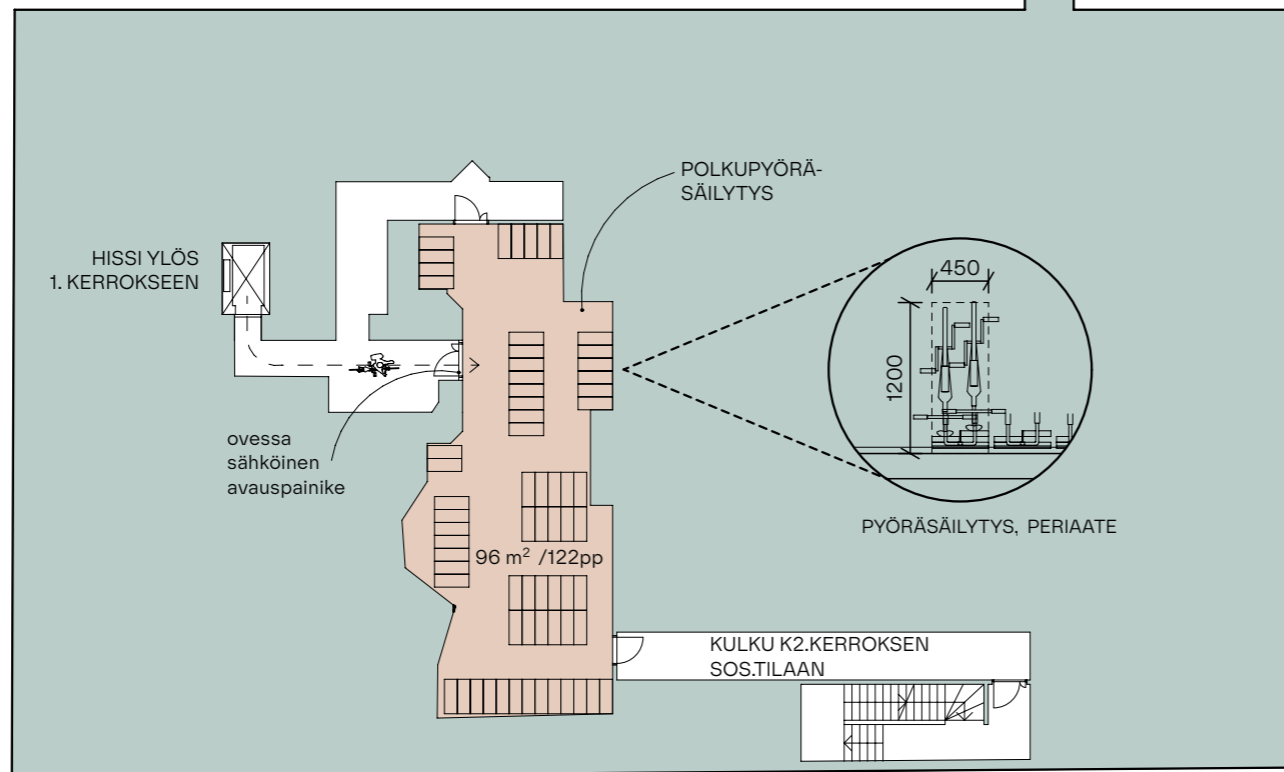 POLKUPYÖRÄ-
SÄILYTYS
HISSI YLÖS
1. KERROKSEEN
450
1200
ovessa
sähköinen
avauspainike
PYÖRÄSÄILYTYS, PERIAATE
96 m² /122pp
KULKU K2.KERROKSEN
SOS.TILAAN